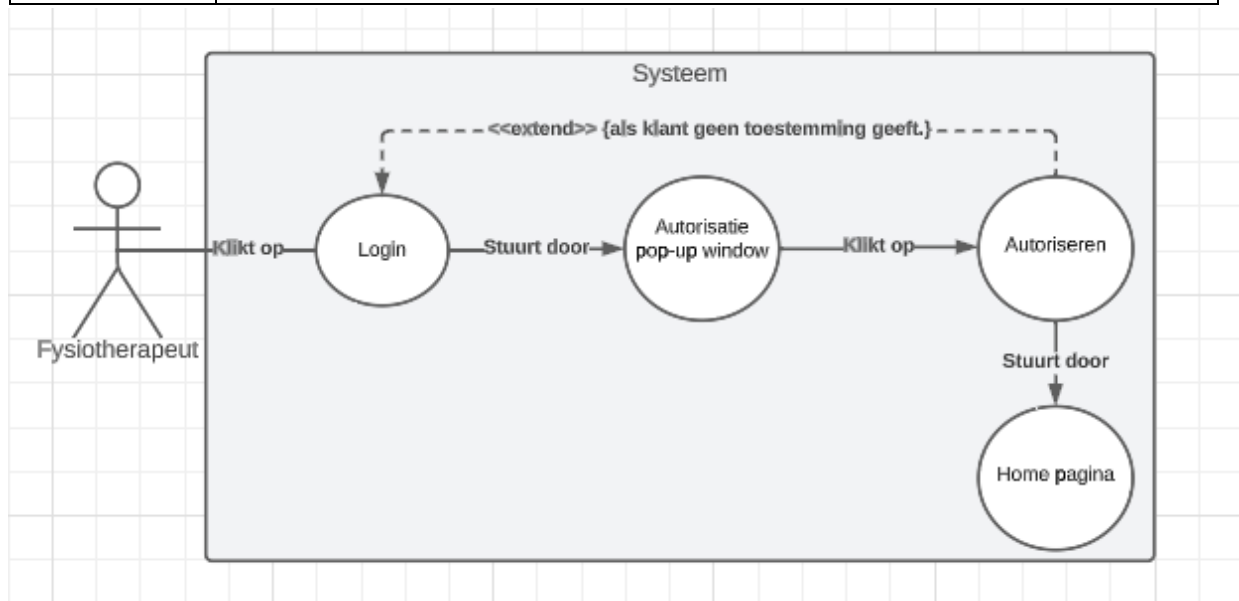 Systeem
<<extend>> {als klant geen toestemming geeft.}
Klikt op
Login
Stuurt door
Autorisatie
pop-up window
Klikt op
Autoriseren
Fysiotherapeut
Stuurt door
Home pagina